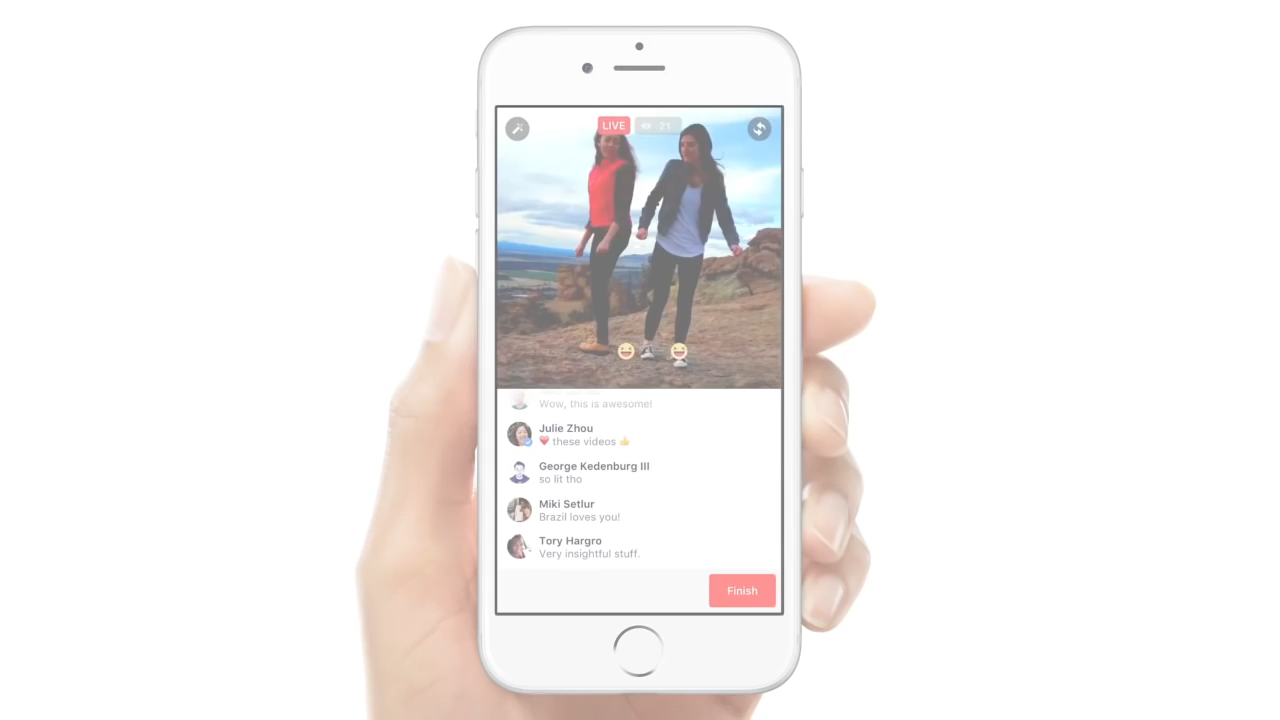 LIVE 21
Wow, this is awesome!
Julie Zhou
❤️ these videos 👍
George Kedenburg III
so lit tho
Miki Setlur
Brazil loves you!
Tory Hargro
Very insightful stuff.
Finish